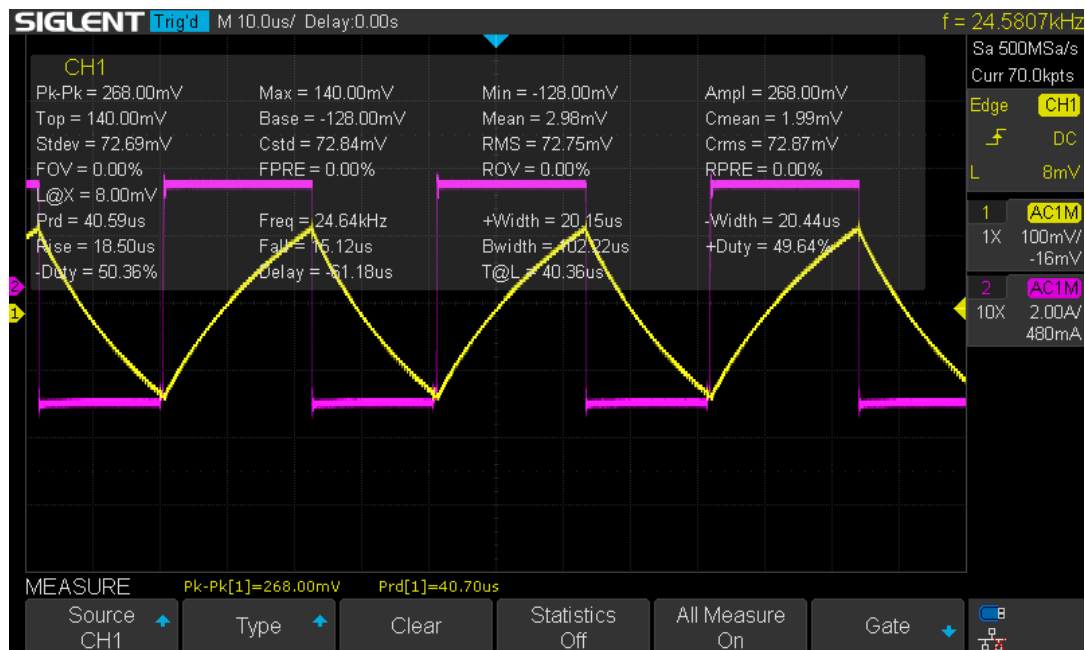 SIGLENT Trig'd M 10.0us/ Delay:0.00s f = 24.5807kHz
Sa 500MSa/s
Curr 70.0kpts
CH1
Pk-Pk = 268.00mV Max = 140.00mV Min = -128.00mV Ampl = 268.00mV
Top = 140.00mV Base = -128.00mV Mean = 2.98mV Cmean = 1.99mV
Stdev = 72.69mV Cstd = 72.84mV RMS = 72.75mV Crms = 72.87mV
FOV = 0.00% FPRE = 0.00% ROV = 0.00% RPRE = 0.00%
L@X = 8.00mV
Prd = 40.59us Freq = 24.64kHz +Width = 20.15us -Width = 20.44us
Rise = 18.50us Fall = 15.12us Bwidth = 102.22us +Duty = 49.64%
-Duty = 50.36% Delay = -61.18us T@L = 40.36us
Edge CH1
DC
L 8mV
1 AC1M
1X 100mV/
-16mV
2 AC1M
10X 2.00A/
480mA
2
1
MEASURE Pk-Pk[1]=268.00mV Prd[1]=40.70us
Source
CH1
Type
Clear
Statistics
Off
All Measure
On
Gate